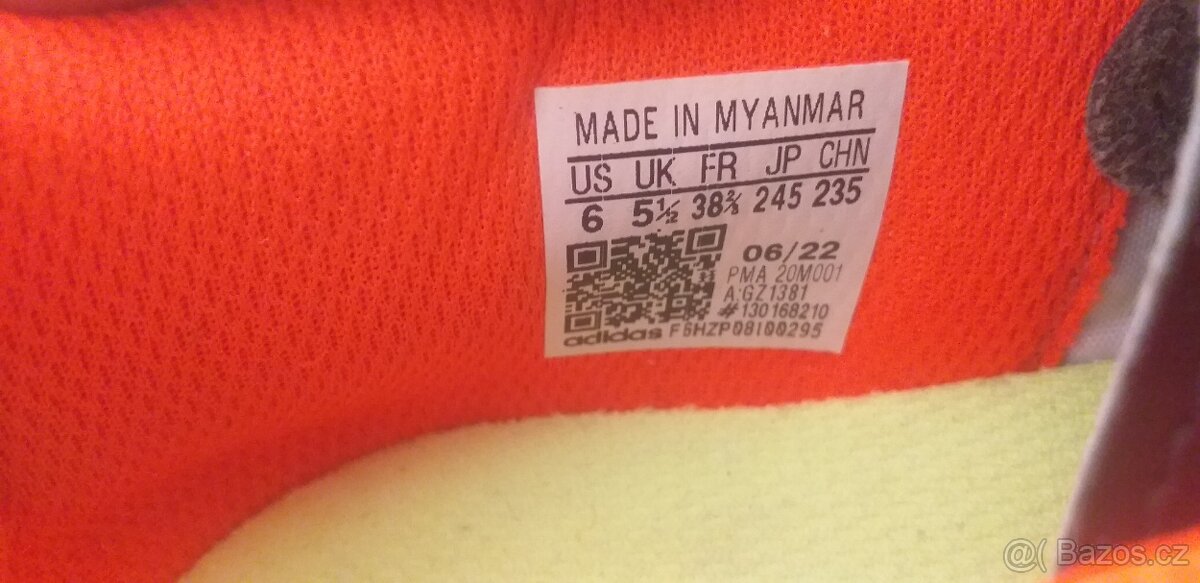 MADE IN MYANMAR
US UK FR JP CHN
6 5½ 38⅔ 245 235
06/22
PMA 20M001
A:GZ1381
#130168210
adidas F6HZP08I00295
@( Bazos.cz